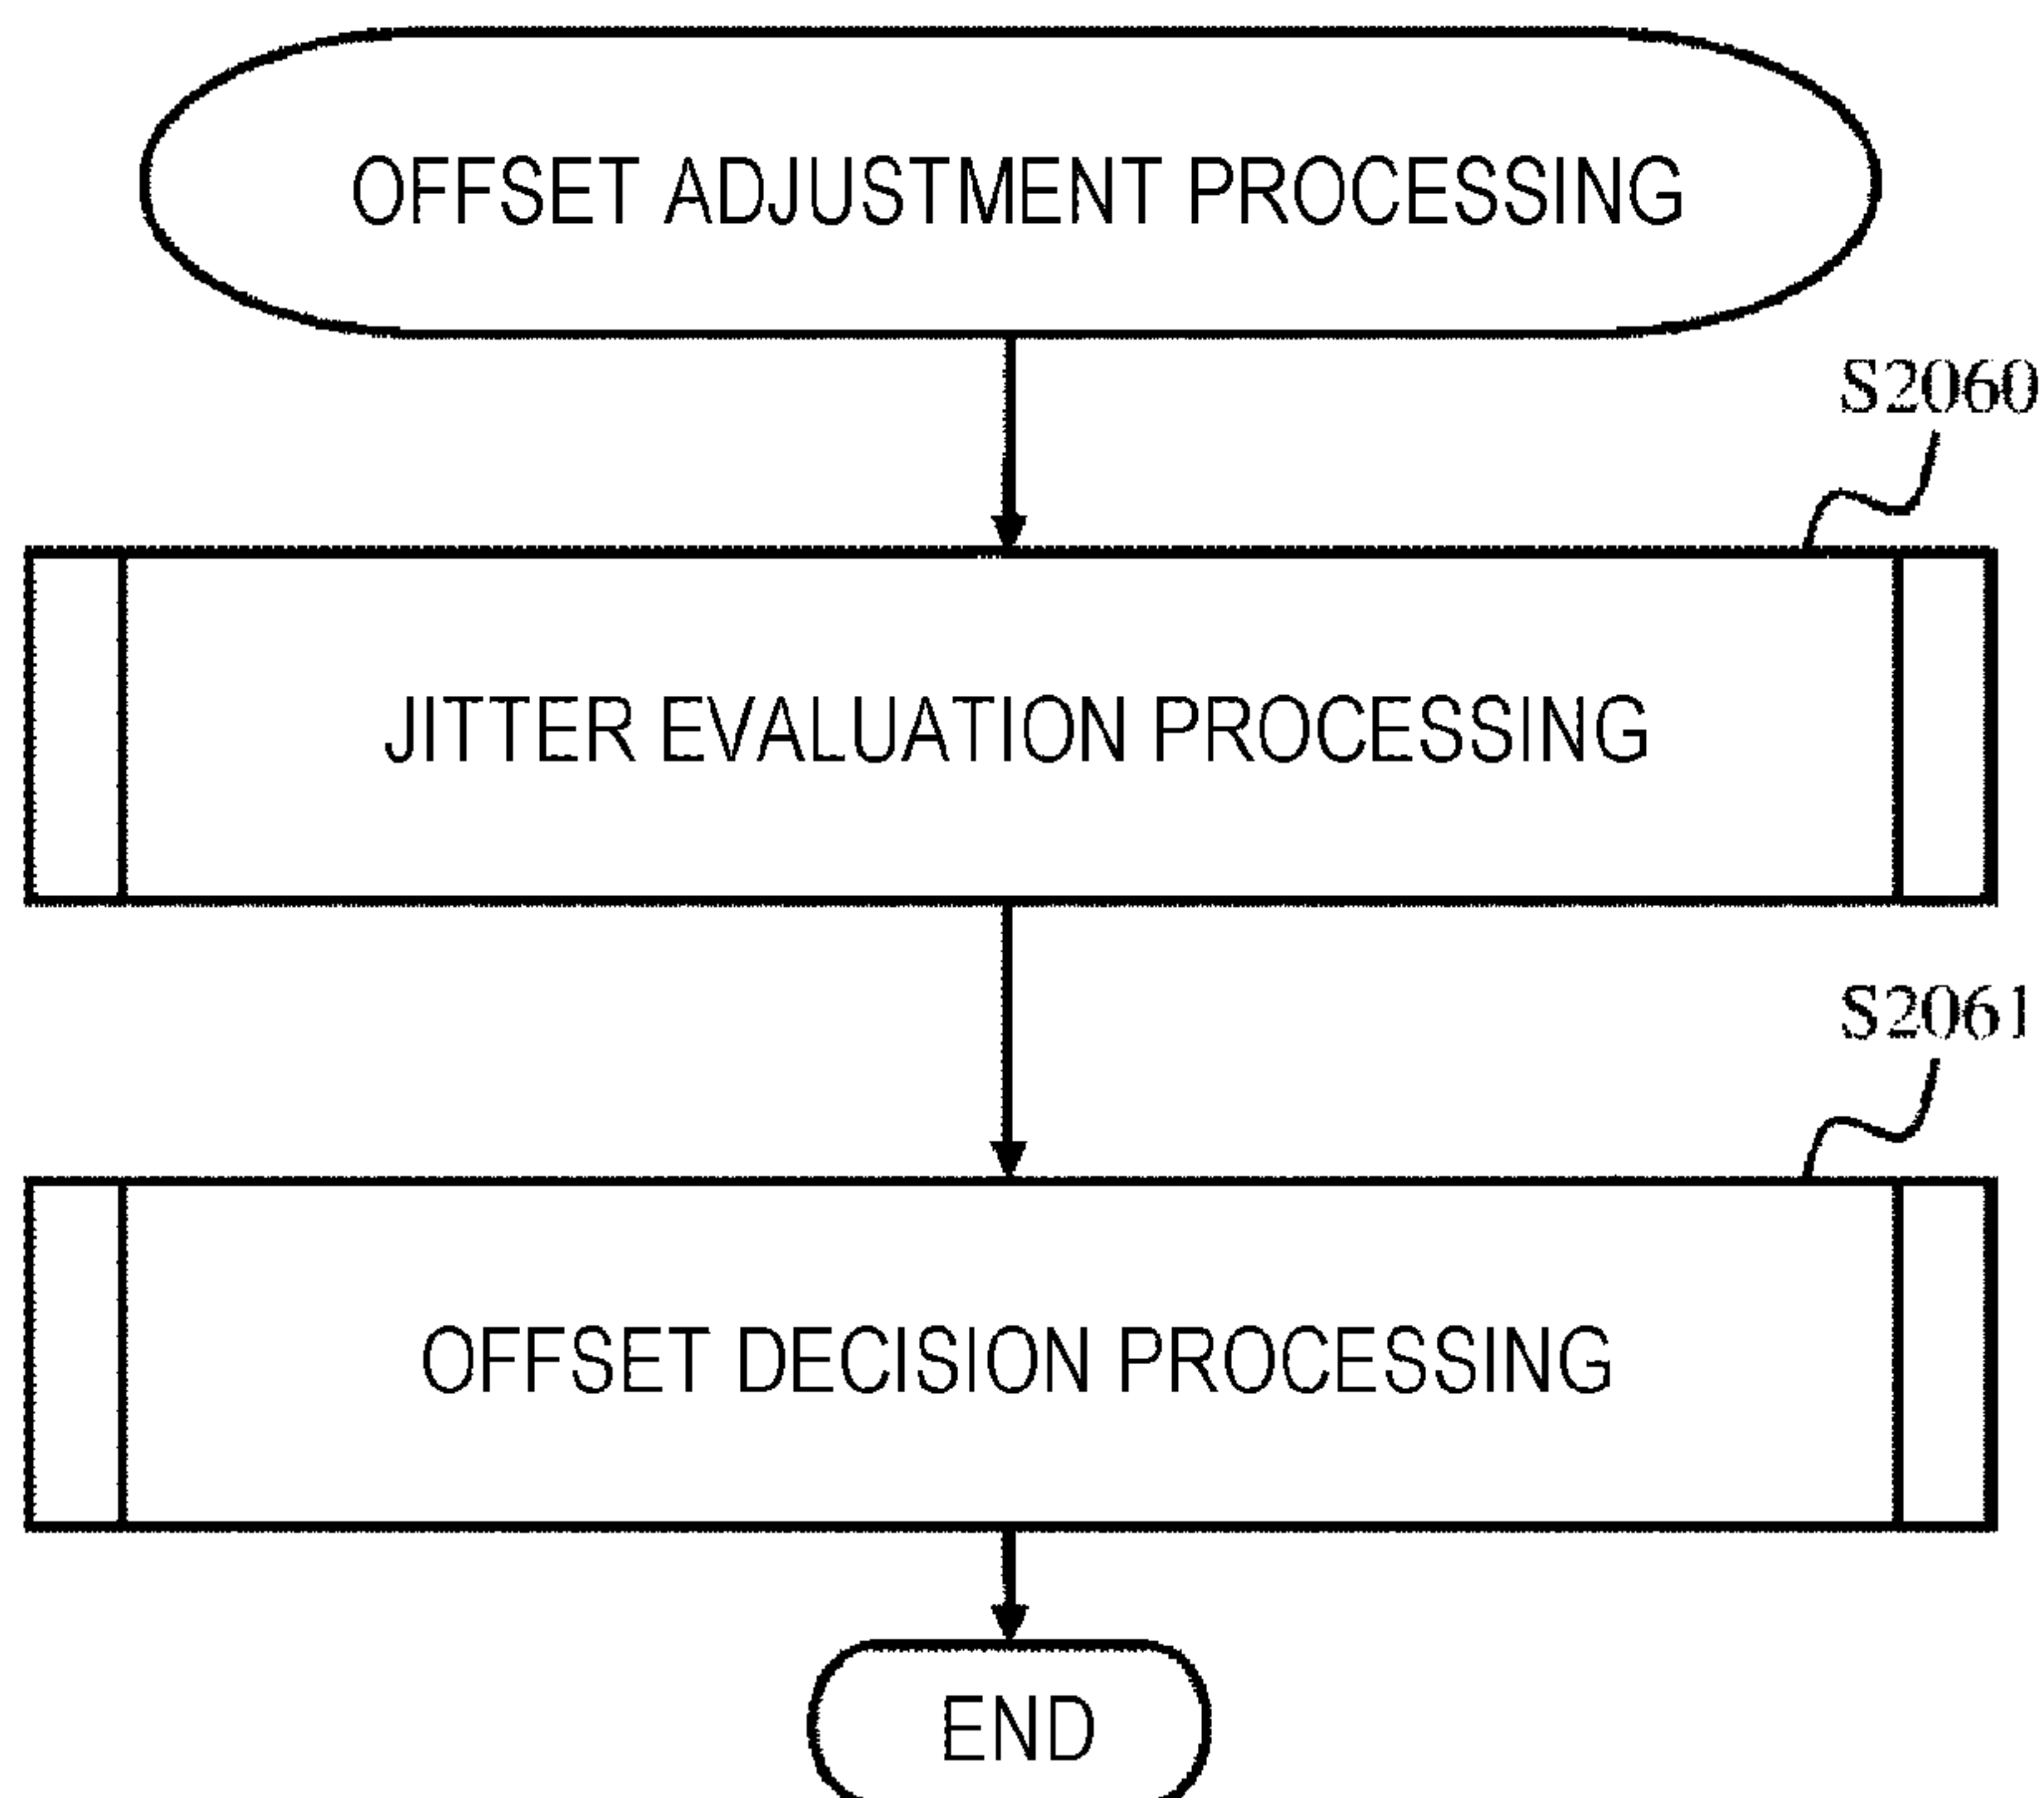 OFFSET ADJUSTMENT PROCESSING
S2060
JITTER EVALUATION PROCESSING
S2061
OFFSET DECISION PROCESSING
END